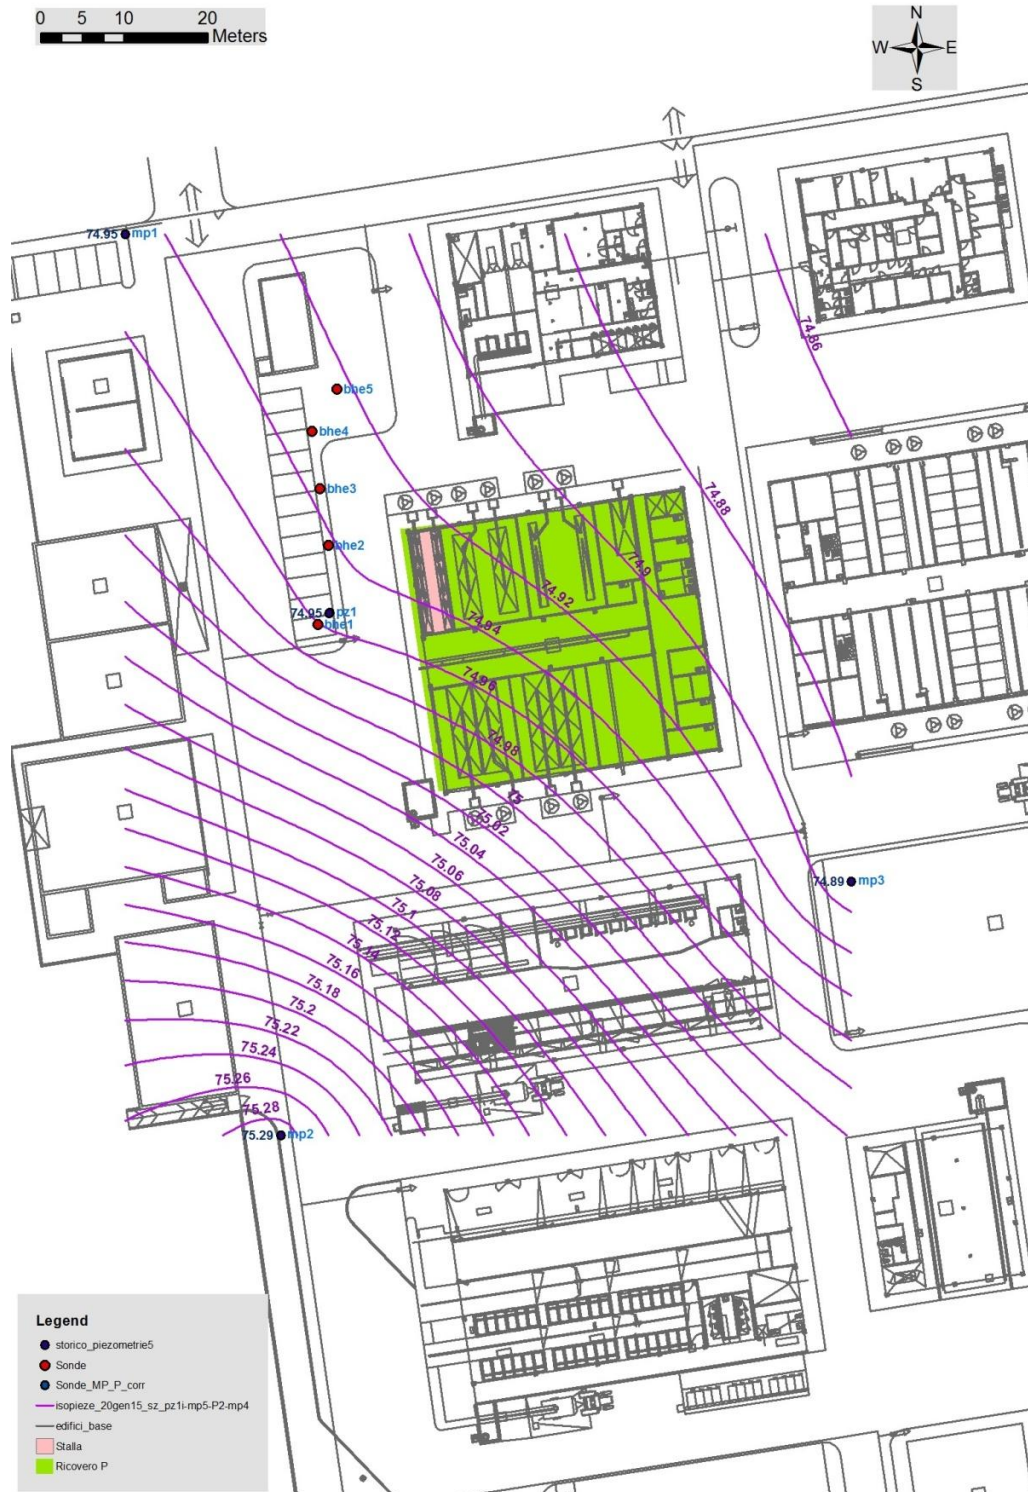 0 5 10 20
Meters
N
W E
S
74.95 mp1
74.86
bhe5
bhe4
bhe3
74.88
bhe2
74.9
74.92
74.95 pz1
bhe1
74.94
74.96
74.98
75
75.02
75.04
75.06
75.08
74.89 mp3
75.1
75.12
75.14
75.16
75.18
75.2
75.22
75.24
75.26
75.28
75.29 mp2
Legend
storico_piezometrie5
Sonde
Sonde_MP_P_corr
isopieze_20gen15_sz_pz1i-mp5-P2-mp4
edifici_base
Stalla
Ricovero P